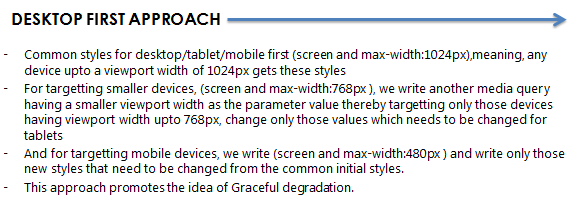 DESKTOP FIRST APPROACH
- Common styles for desktop/tablet/mobile first (screen and max-width:1024px),meaning, any
device upto a viewport width of 1024px gets these styles
- For targetting smaller devices, (screen and max-width:768px ), we write another media query
having a smaller viewport width as the parameter value thereby targetting only those devices
having viewport width upto 768px, change only those values which needs to be changed for
tablets
- And for targetting mobile devices, we write (screen and max-width:480px ) and write only those
new styles that need to be changed from the common initial styles.
- This approach promotes the idea of Graceful degradation.